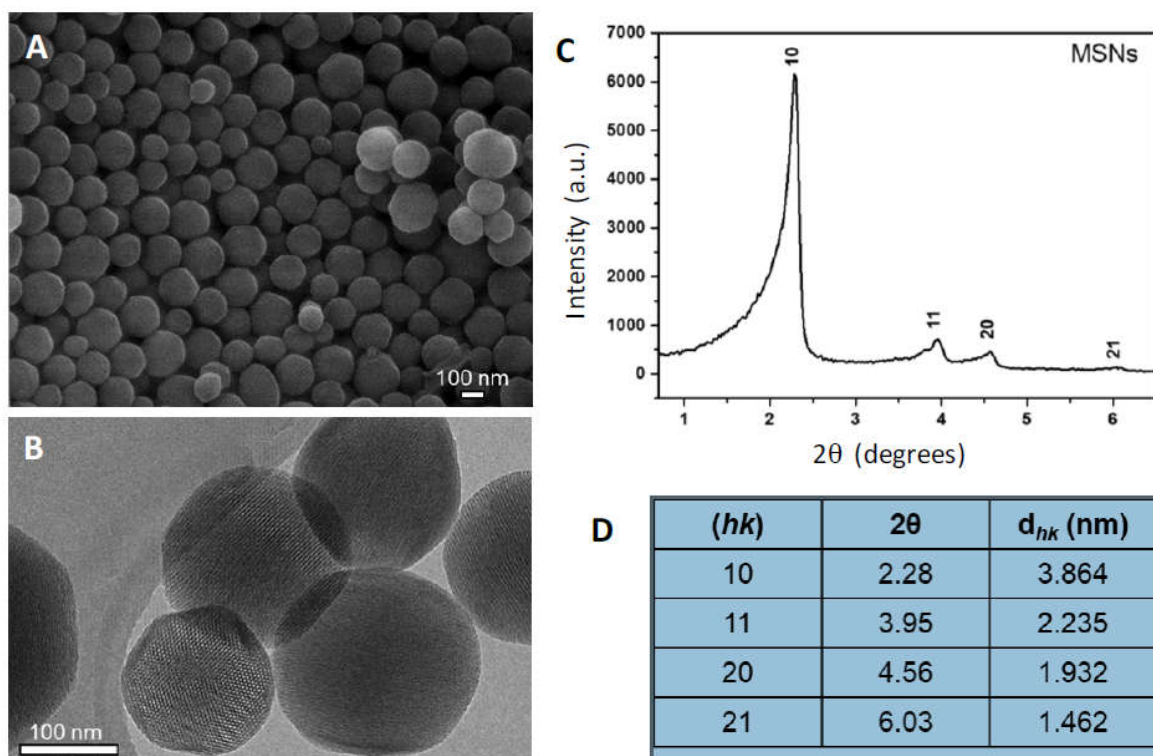 A
100 nm
B
100 nm
C
MSNs
Intensity (a.u.)
7000
6000
5000
4000
3000
2000
1000
0
10
11
20
21
1 2 3 4 5 6
2θ (degrees)
D
(hk) 2θ d_hk (nm)
10 2.28 3.864
11 3.95 2.235
20 4.56 1.932
21 6.03 1.462